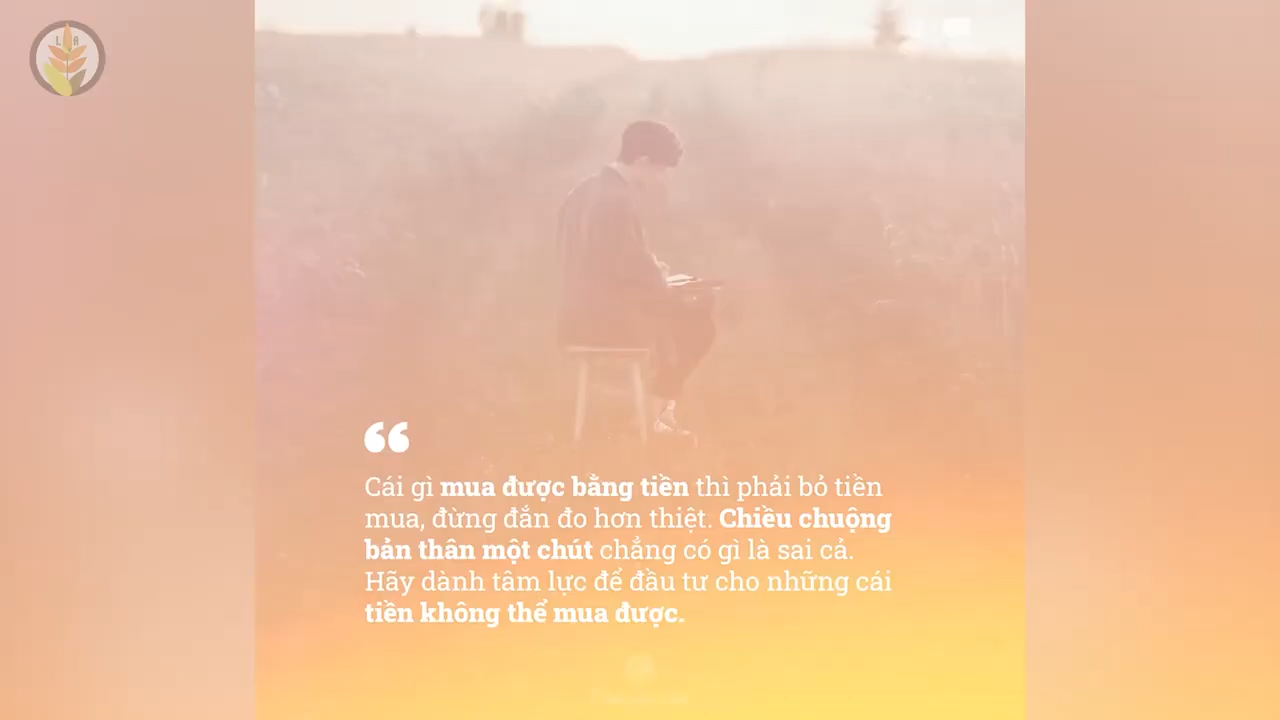 L A
“
Cái gì mua được bằng tiền thì phải bỏ tiền
mua, đừng đắn đo hơn thiệt. Chiều chuộng
bản thân một chút chẳng có gì là sai cả.
Hãy dành tâm lực để đầu tư cho những cái
tiền không thể mua được.